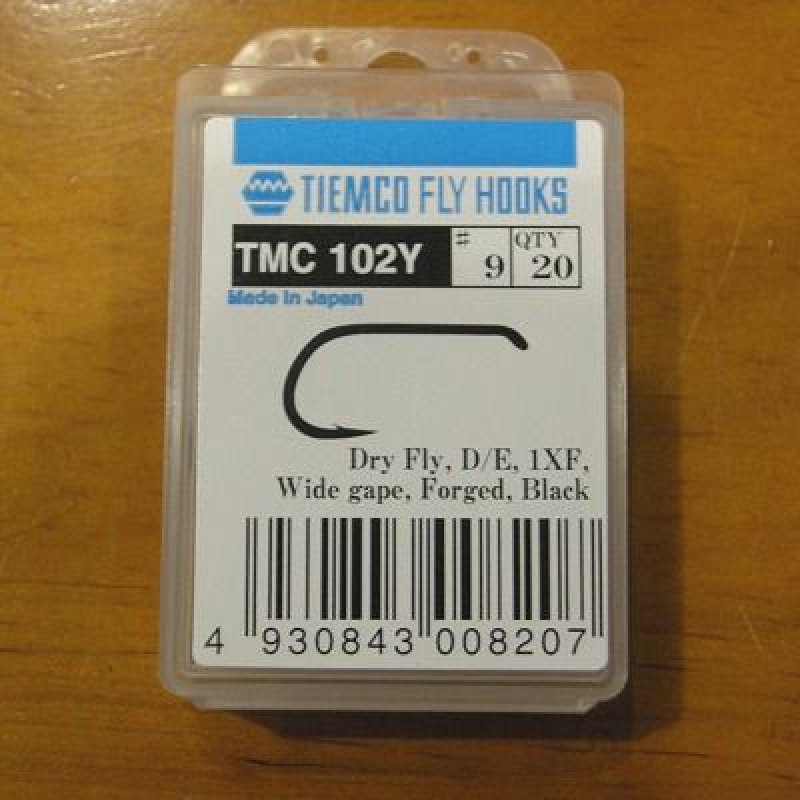 TIEMCO FLY HOOKS
TMC 102Y # 9 QTY 20
Made In Japan
Dry Fly, D/E, 1XF,
Wide gape, Forged, Black
4 930843 008207